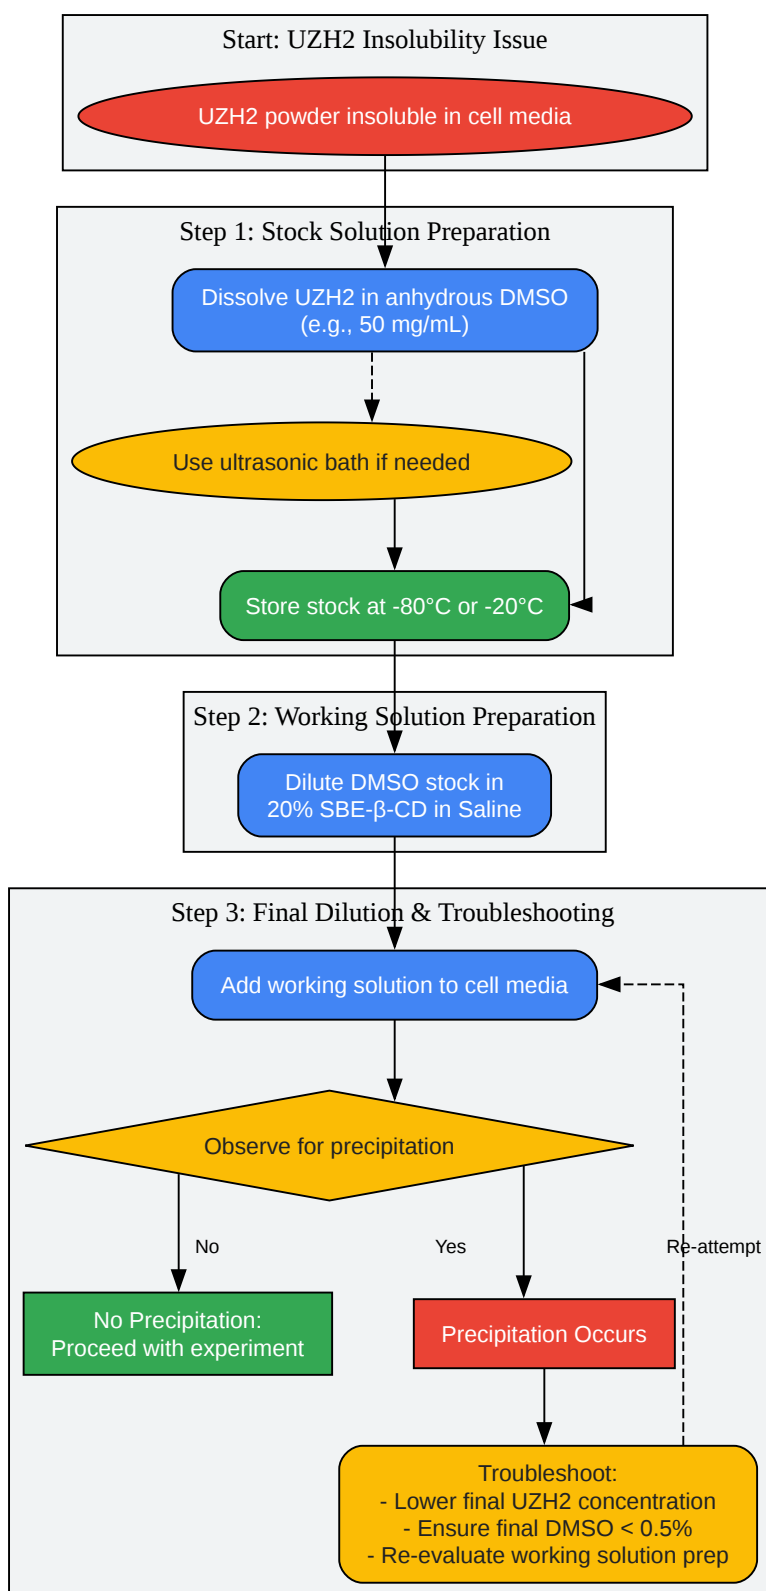 Start: UZH2 Insolubility Issue
UZH2 powder insoluble in cell media
Step 1: Stock Solution Preparation
Dissolve UZH2 in anhydrous DMSO
(e.g., 50 mg/mL)
Use ultrasonic bath if needed
Store stock at -80°C or -20°C
Step 2: Working Solution Preparation
Dilute DMSO stock in
20% SBE-β-CD in Saline
Step 3: Final Dilution & Troubleshooting
Add working solution to cell media
Observe for precipitation
No
Yes
Re-attempt
No Precipitation:
Proceed with experiment
Precipitation Occurs
Troubleshoot:
- Lower final UZH2 concentration
- Ensure final DMSO < 0.5%
- Re-evaluate working solution prep